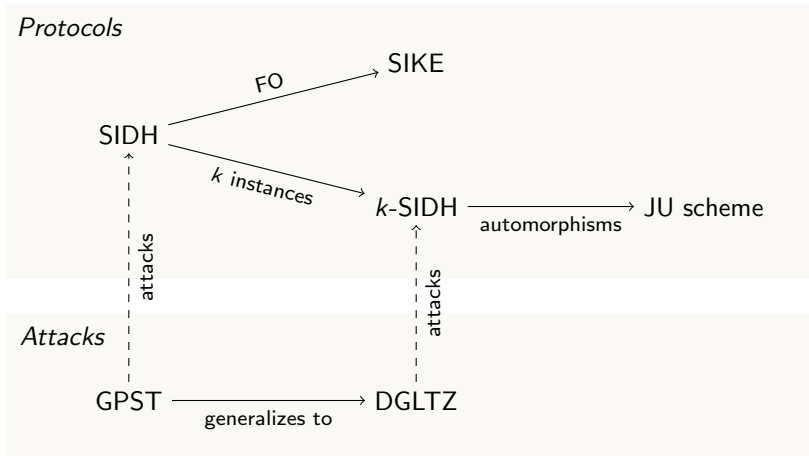 Protocols
SIKE
FO
SIDH
k instances
k-SIDH
JU scheme
automorphisms
attacks
attacks
Attacks
GPST
DGLTZ
generalizes to